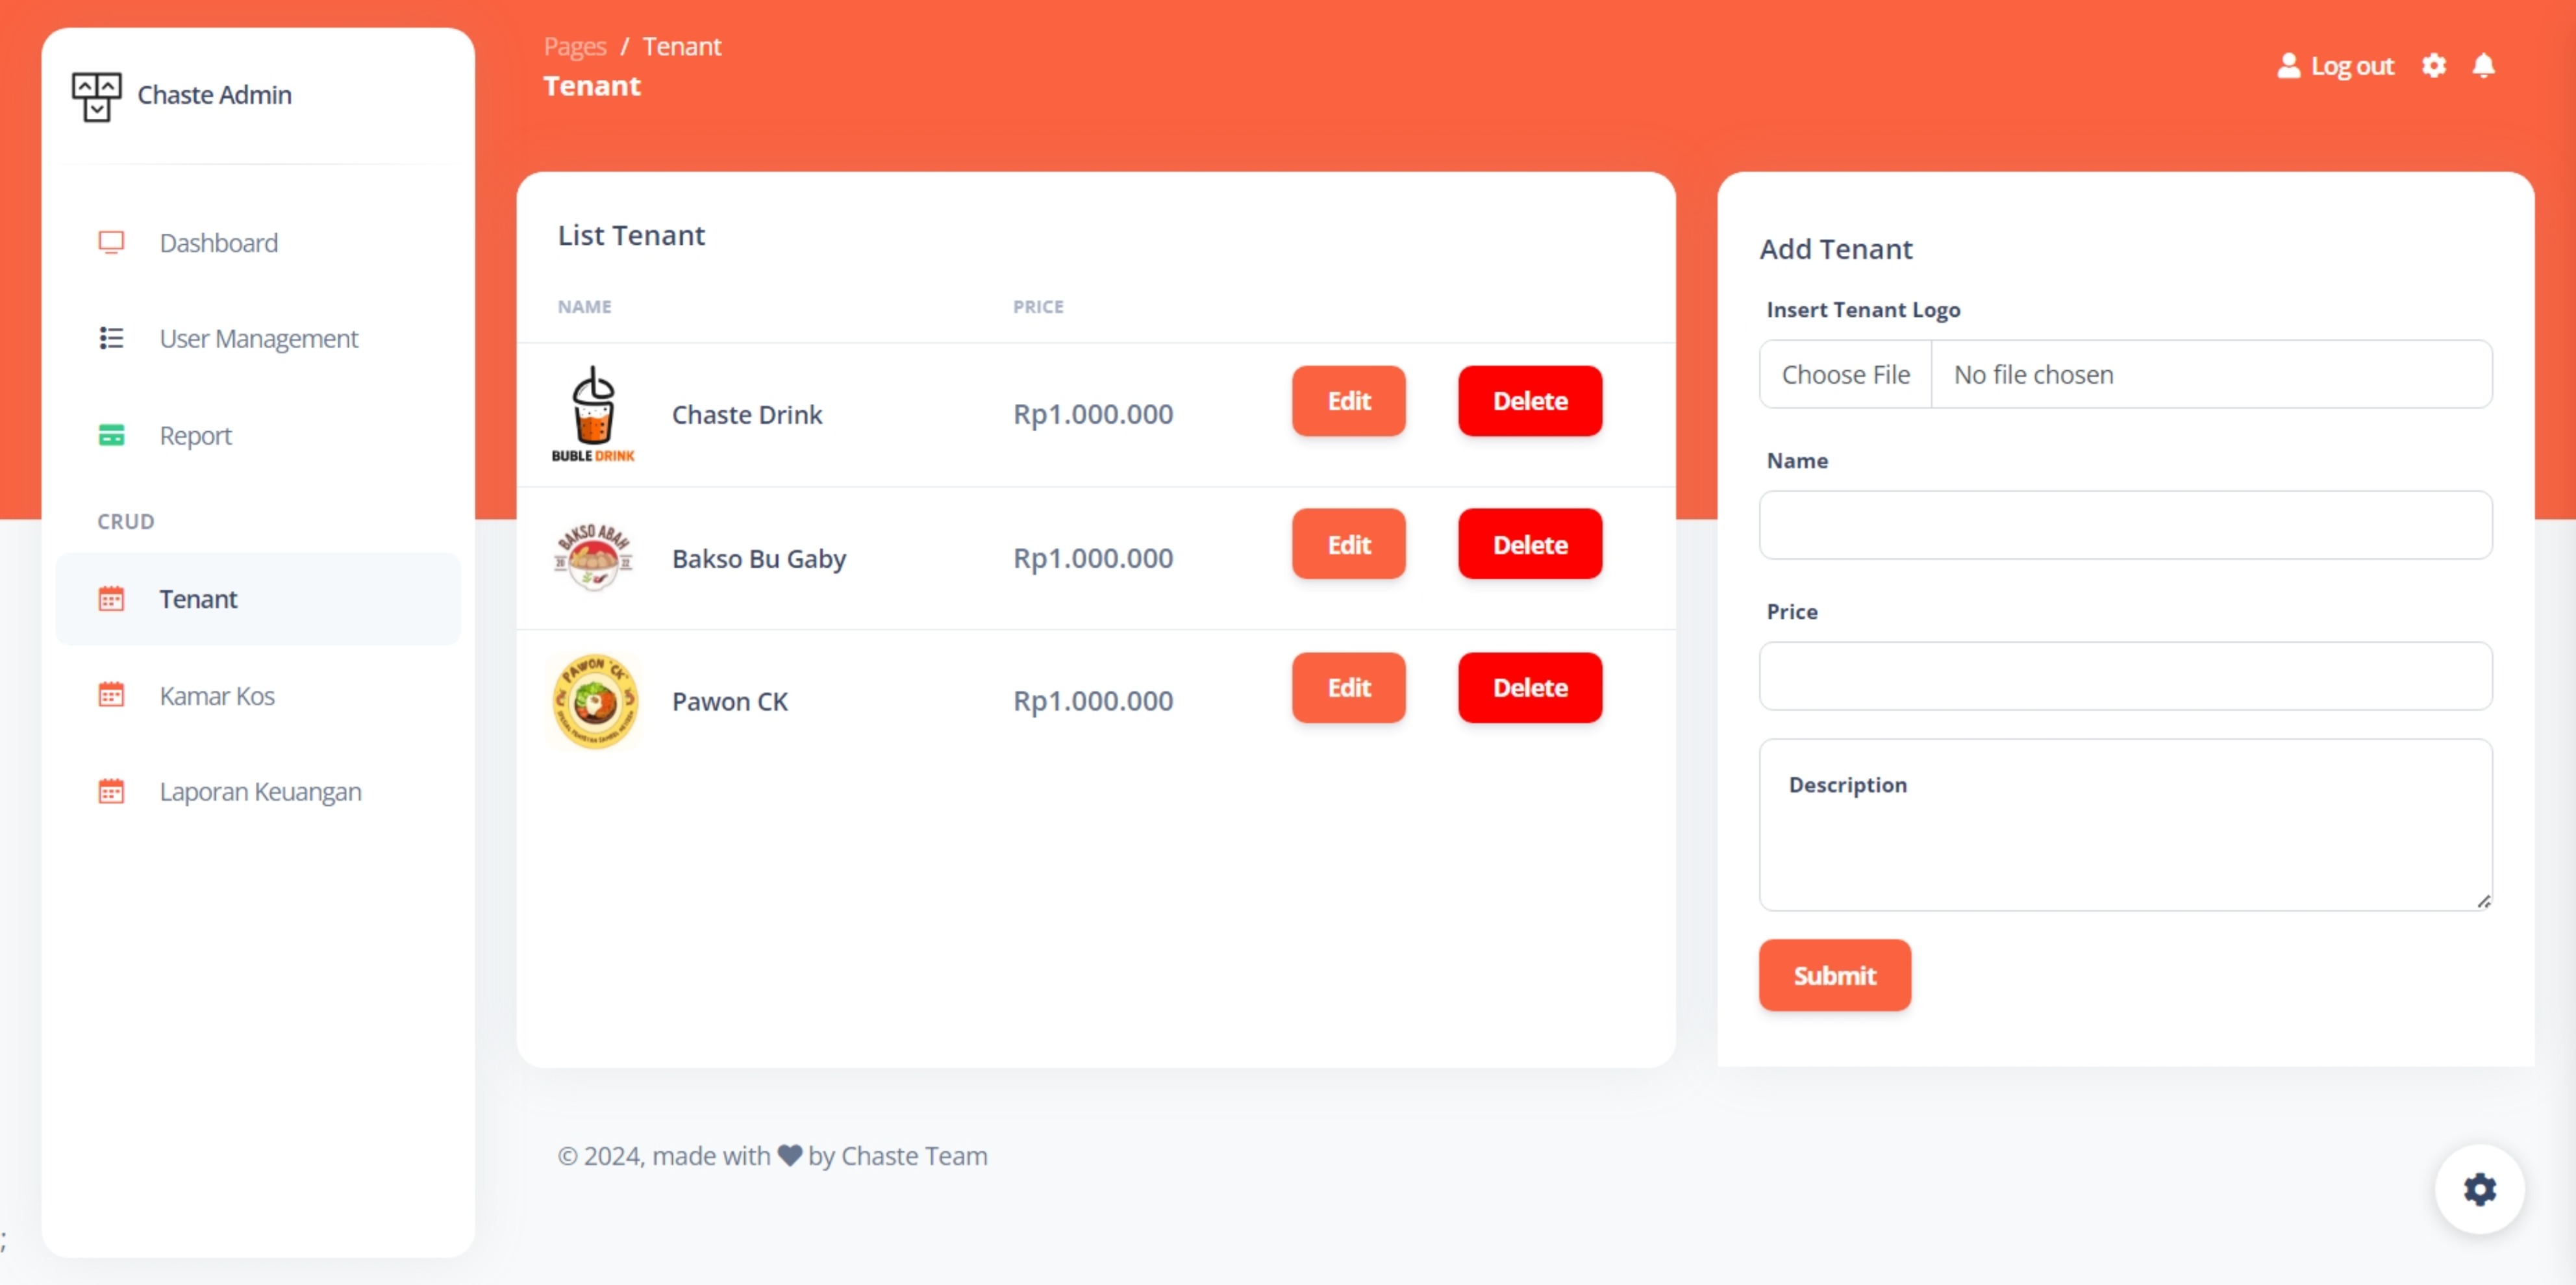 Chaste Admin
Dashboard
User Management
Report
CRUD
Tenant
Kamar Kos
Laporan Keuangan
Pages / Tenant
Tenant
Log out
List Tenant
NAME PRICE
BUBLE DRINK
Chaste Drink Rp1.000.000 Edit Delete
BAKSO ABAH
20 22
Bakso Bu Gaby Rp1.000.000 Edit Delete
PAWON "CK"
Pawon CK Rp1.000.000 Edit Delete
Add Tenant
Insert Tenant Logo
Choose File No file chosen
Name
Price
Description
Submit
© 2024, made with by Chaste Team
;